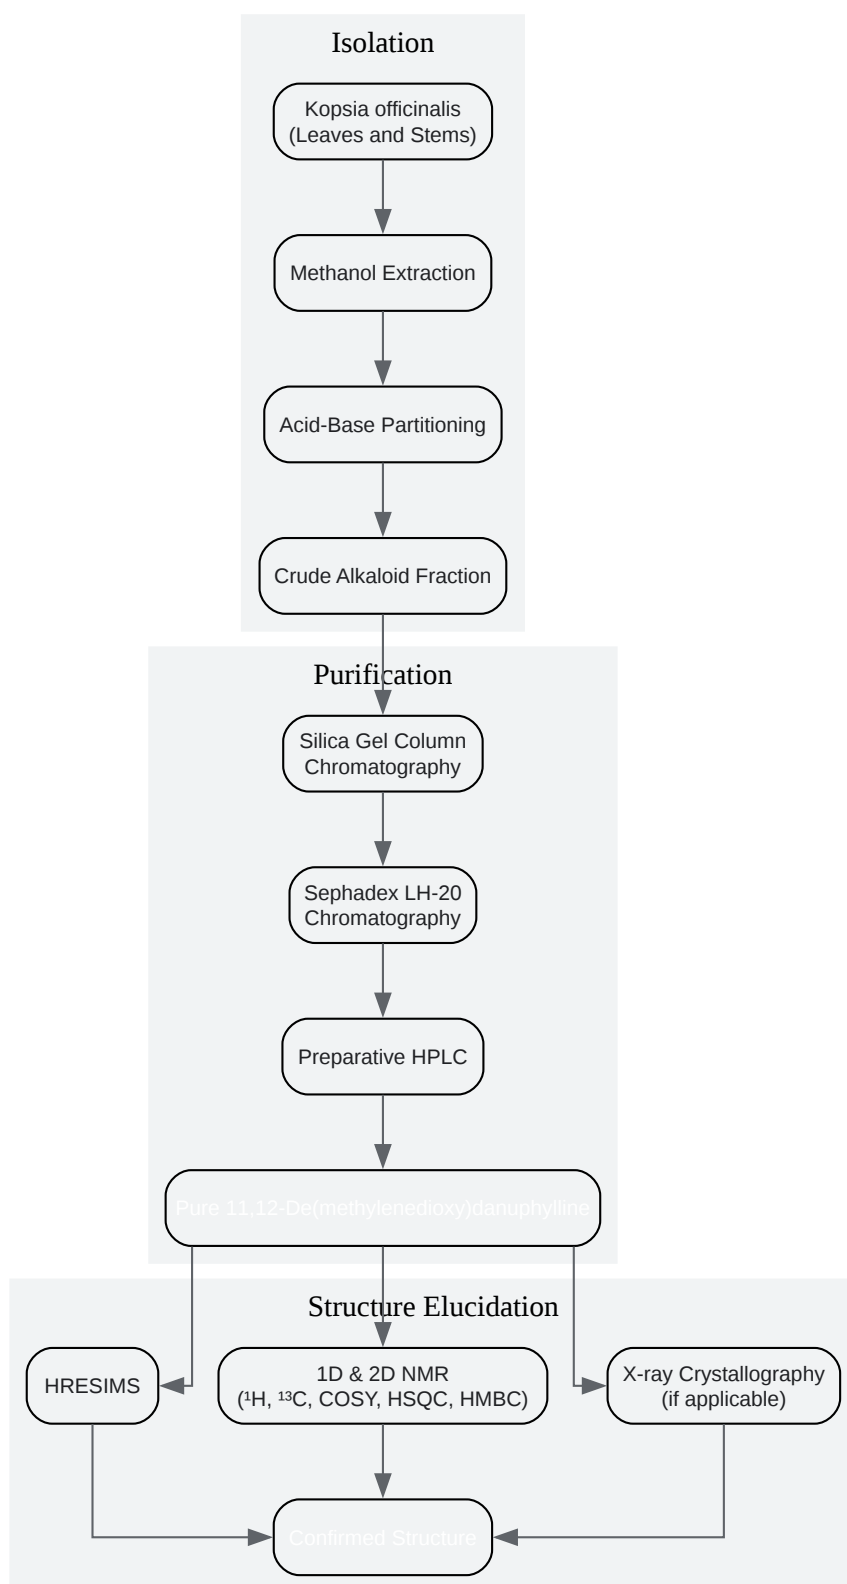 Isolation
Kopsia officinalis
(Leaves and Stems)
Methanol Extraction
Acid-Base Partitioning
Crude Alkaloid Fraction
Purification
Silica Gel Column
Chromatography
Sephadex LH-20
Chromatography
Preparative HPLC
Pure 11,12-De(methylenedioxy)danuphylline
Structure Elucidation
HRESIMS
1D & 2D NMR
(¹H, ¹³C, COSY, HSQC, HMBC)
X-ray Crystallography
(if applicable)
Confirmed Structure